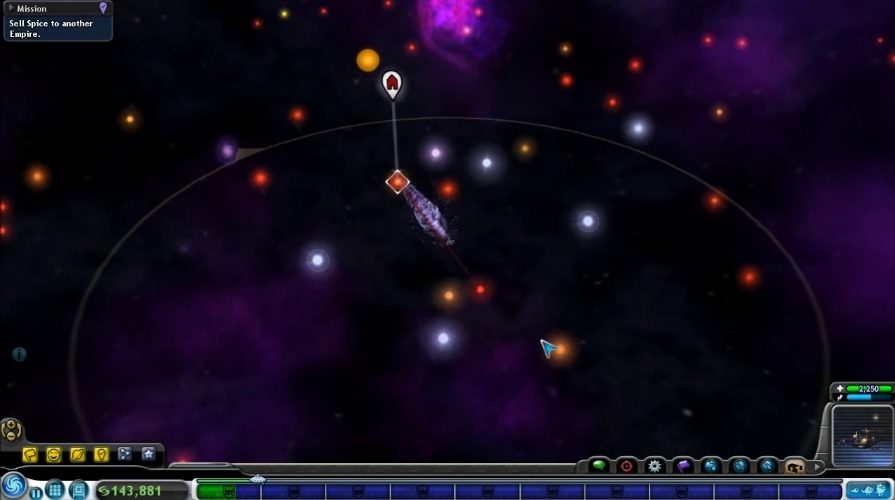 Mission
Sell Spice to another
Empire.
2/250
143,881